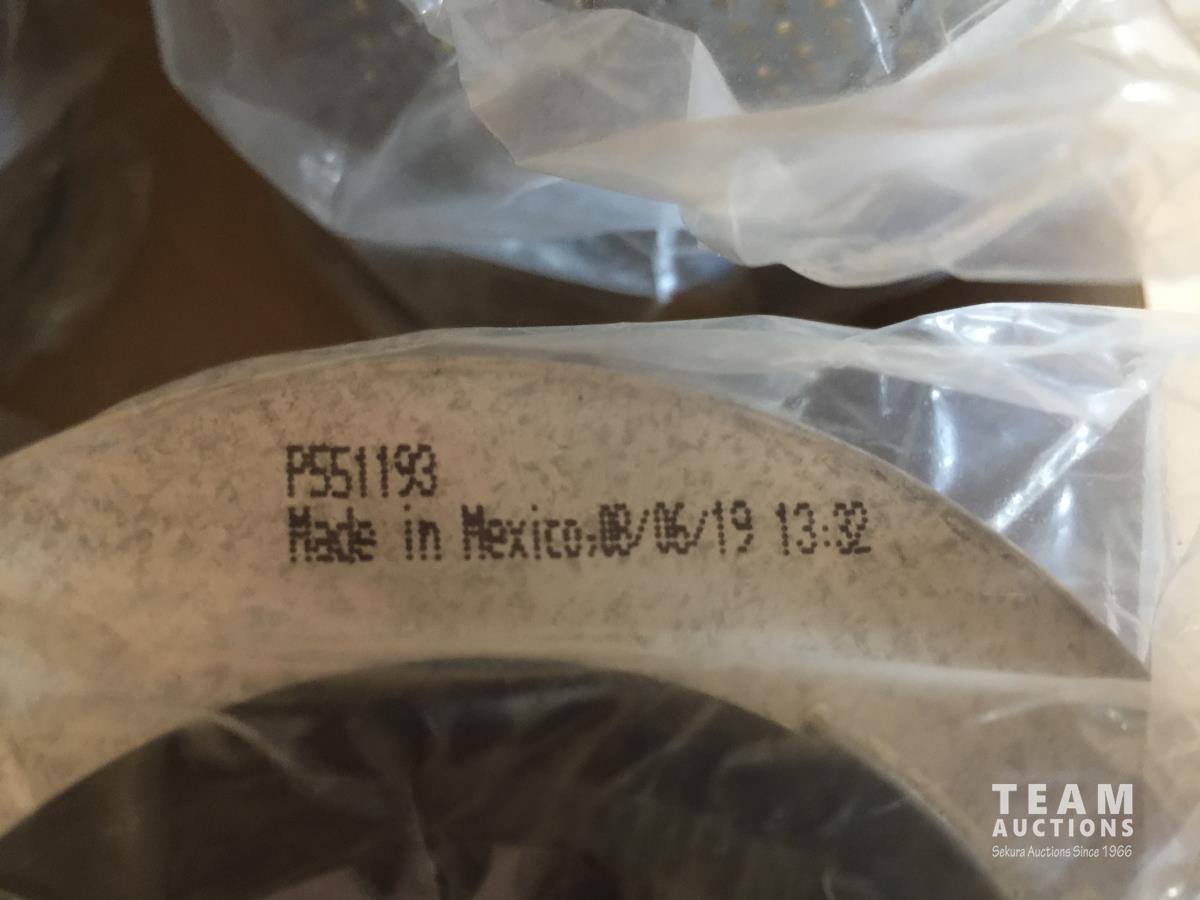 P551193
Made in Mexico,08/06/19 13:32
TEAM
AUCTIONS
Sekura Auctions Since 1966